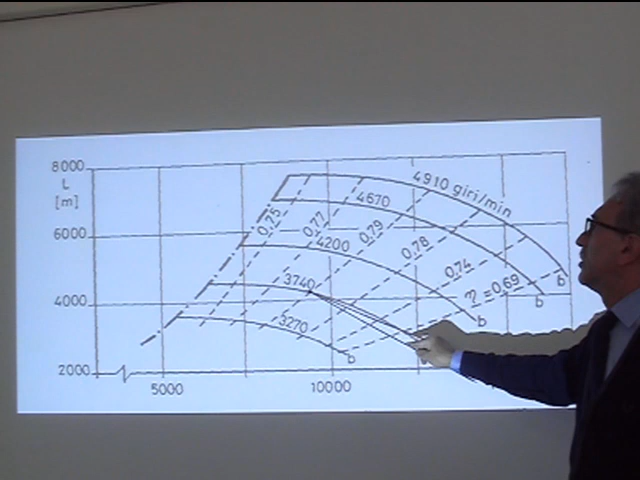 8000
L
[m]
6000
4000
2000
5000
10000
4910 giri/min
4670
4200
3740
3270
0,75
0,77
0,79
0,78
0,74
η = 0,69
b
b
b
b